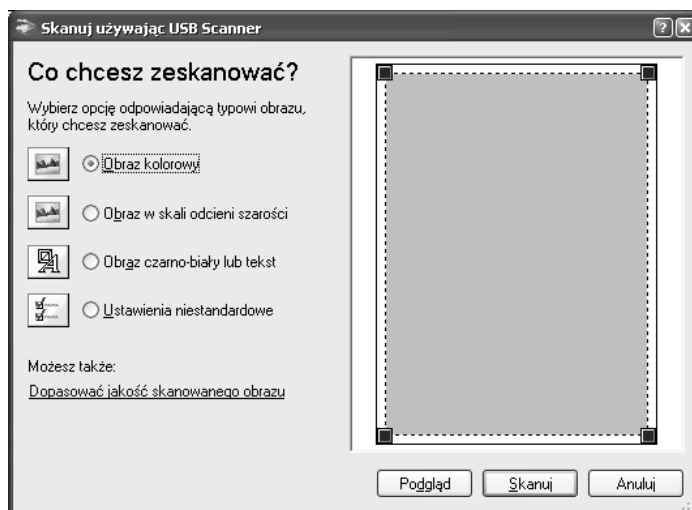 Skanuj używając USB Scanner
Co chcesz zeskanować?
Wybierz opcję odpowiadającą typowi obrazu,
który chcesz zeskanować.
Obraz kolorowy
Obraz w skali odcieni szarości
Obraz czarno-biały lub tekst
Ustawienia niestandardowe
Możesz także:
Dopasować jakość skanowanego obrazu
Podgląd
Skanuj
Anuluj